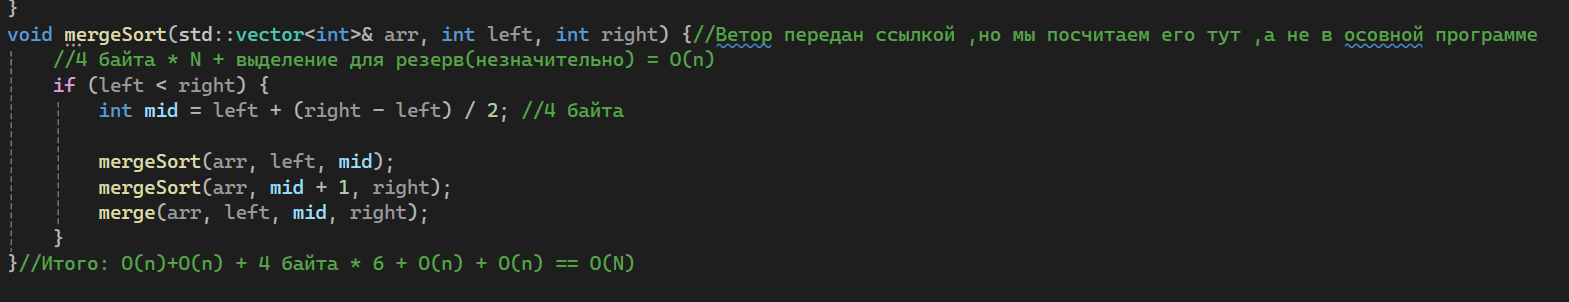 }
void mergeSort(std::vector<int>& arr, int left, int right) {//Ветор передан ссылкой ,но мы посчитаем его тут ,а не в осовной программе
//4 байта * N + выделение для резерв(незначительно) = O(n)
if (left < right) {
int mid = left + (right - left) / 2; //4 байта
mergeSort(arr, left, mid);
mergeSort(arr, mid + 1, right);
merge(arr, left, mid, right);
}
}//Итого: O(n)+O(n) + 4 байта * 6 + O(n) + O(n) == O(N)